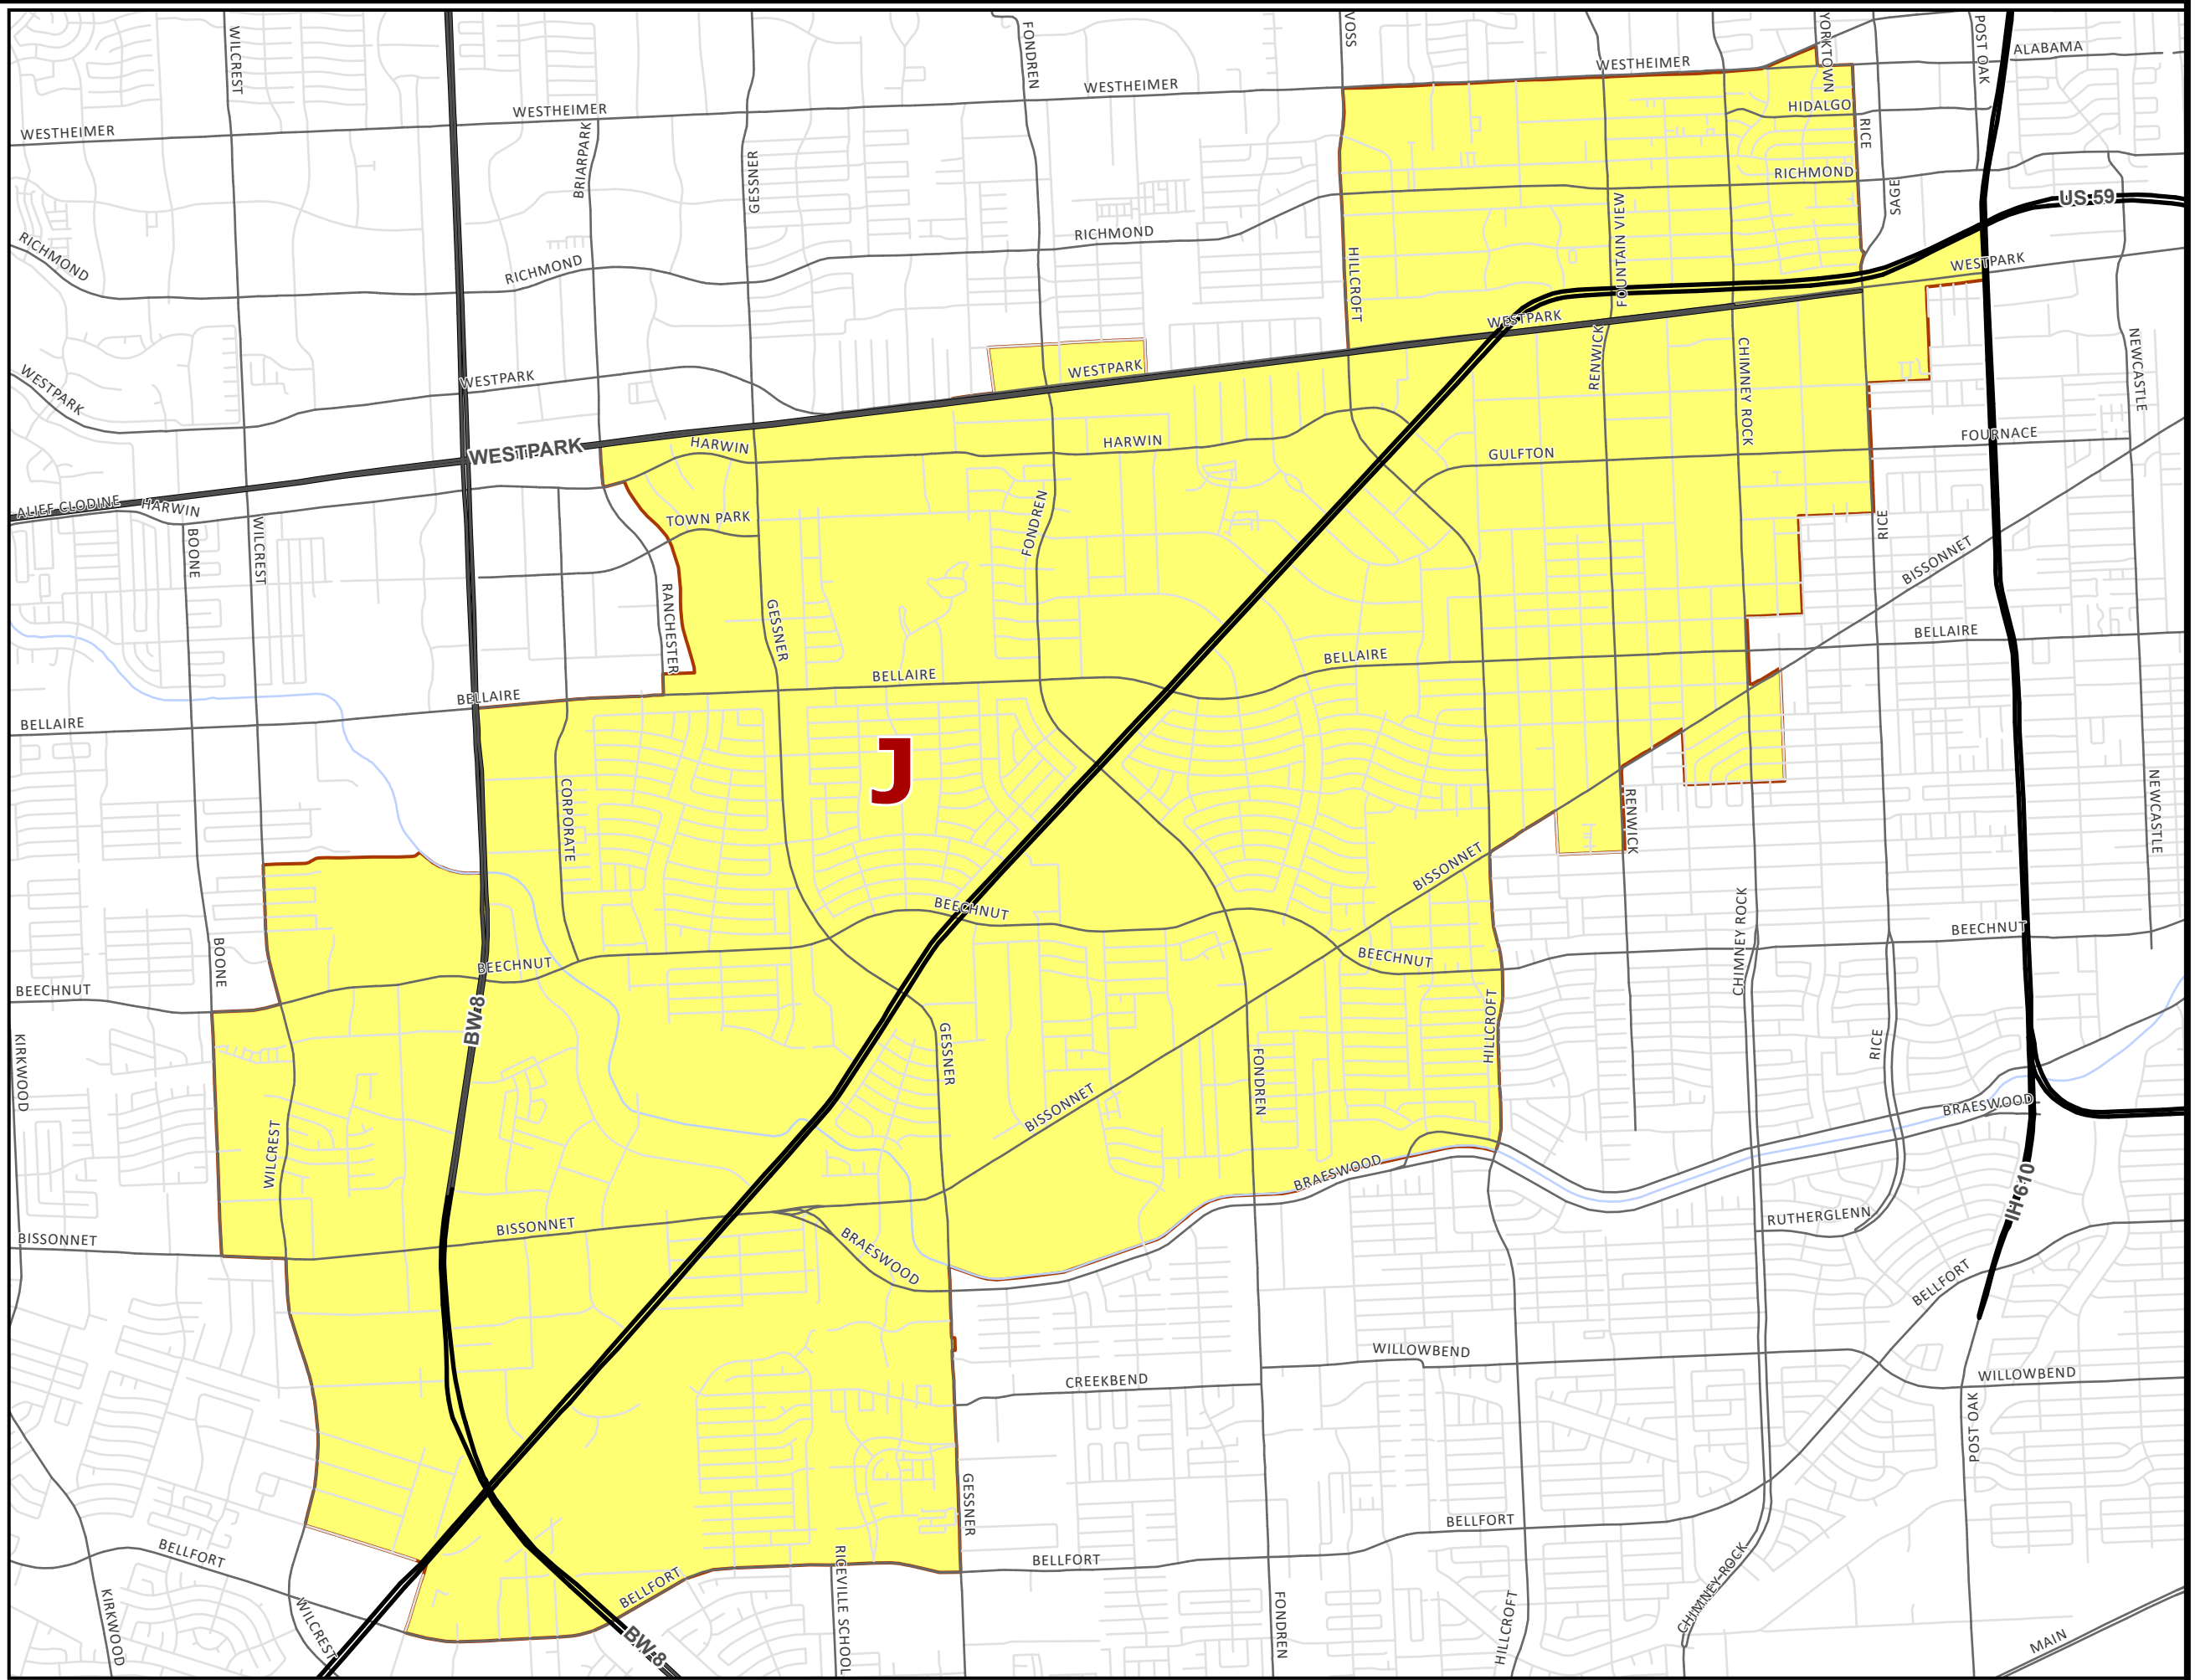 WILCREST
FONDREN
VOSS
YORKTOWN
POST OAK
ALABAMA
WESTHEIMER
WESTHEIMER
WESTHEIMER
WESTHEIMER
HIDALGO
BRIARPARK
GESSNER
RICE
RICHMOND
SAGE
US 59
FOUNTAIN VIEW
RICHMOND
RICHMOND
RICHMOND
HILLCROFT
WESTPARK
WESTPARK
RENWICK
CHIMNEY ROCK
NEWCASTLE
WESTPARK
WESTPARK
WESTPARK
WESTPARK
HARWIN
HARWIN
GULFTON
FOURNACE
ALIEF CLODINE
HARWIN
TOWN PARK
FONDREN
RICE
BOONE
WILCREST
BISSONNET
RANCHESTER
GESSNER
BELLAIRE
BELLAIRE
BELLAIRE
BELLAIRE
BELLAIRE
J
CORPORATE
RENWICK
NEWCASTLE
BISSONNET
BEECHNUT
CHIMNEY ROCK
BEECHNUT
BOONE
BEECHNUT
BEECHNUT
BEECHNUT
BW-8
HILLCROFT
KIRKWOOD
GESSNER
FONDREN
RICE
BISSONNET
BRAESWOOD
WILCREST
BRAESWOOD
IH 610
RUTHERGLENN
BISSONNET
BISSONNET
BRAESWOOD
BELLFORT
WILLOWBEND
CREEKBEND
WILLOWBEND
POST OAK
GESSNER
BELLFORT
BELLFORT
BELLFORT
BELLFORT
RICEVILLE SCHOOL
CHIMNEY ROCK
KIRKWOOD
WILCREST
BW-8
FONDREN
HILLCROFT
MAIN